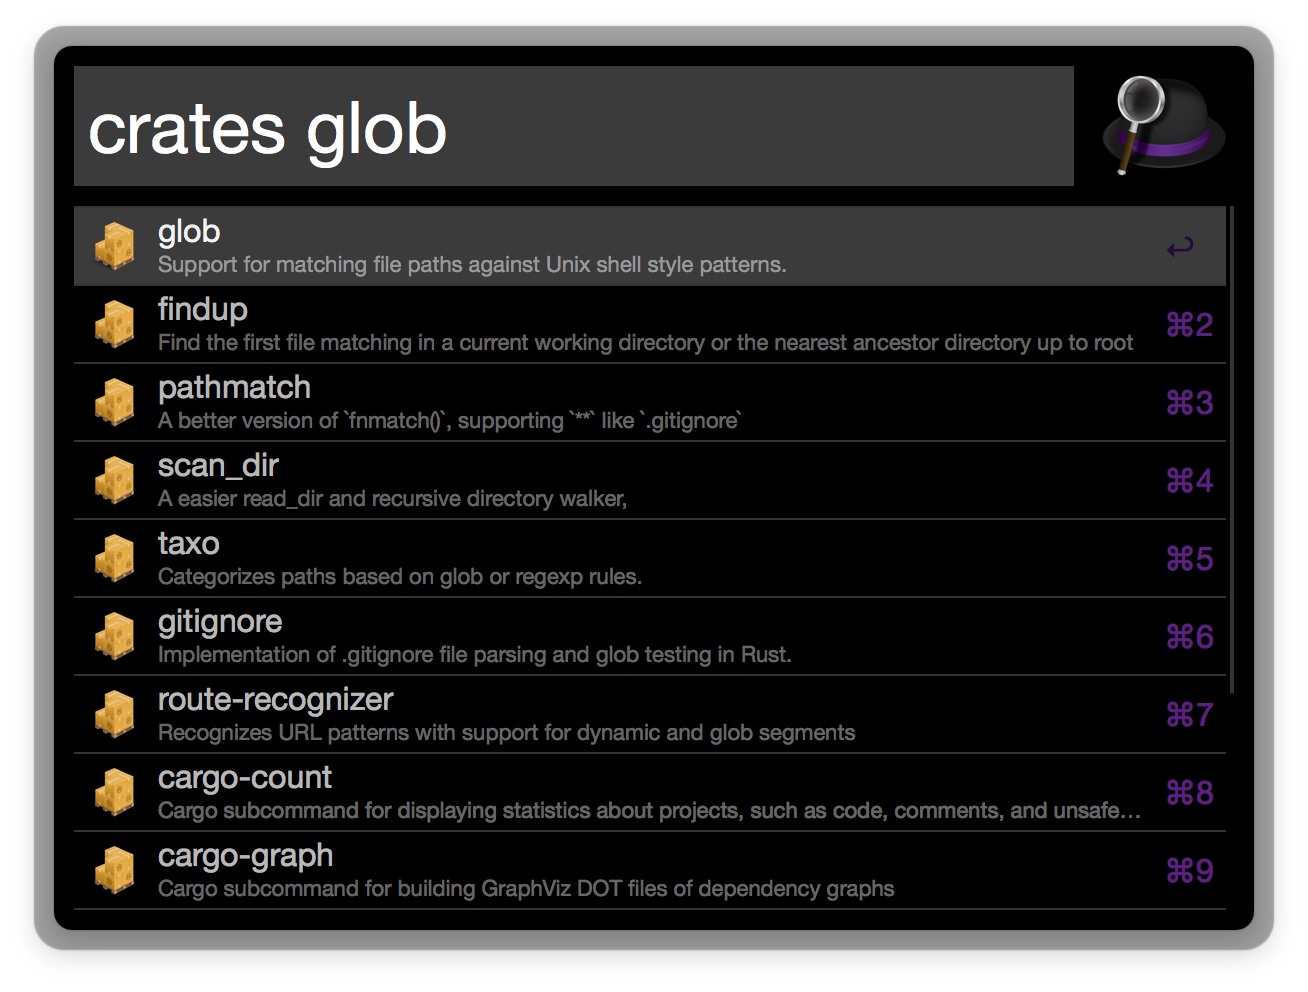 crates glob
glob
Support for matching file paths against Unix shell style patterns.
findup
Find the first file matching in a current working directory or the nearest ancestor directory up to root
⌘2
pathmatch
A better version of `fnmatch()`, supporting `**` like `.gitignore`
⌘3
scan_dir
A easier read_dir and recursive directory walker,
⌘4
taxo
Categorizes paths based on glob or regexp rules.
⌘5
gitignore
Implementation of .gitignore file parsing and glob testing in Rust.
⌘6
route-recognizer
Recognizes URL patterns with support for dynamic and glob segments
⌘7
cargo-count
Cargo subcommand for displaying statistics about projects, such as code, comments, and unsafe…
⌘8
cargo-graph
Cargo subcommand for building GraphViz DOT files of dependency graphs
⌘9